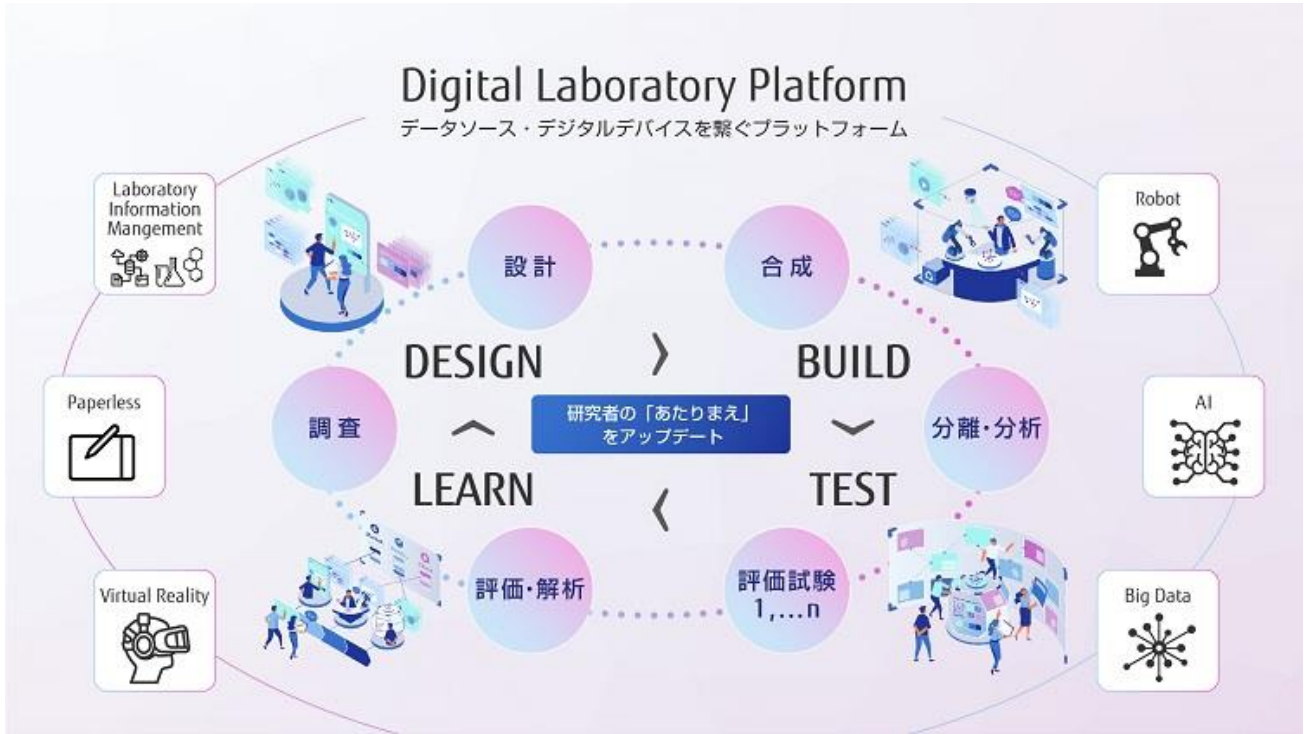 Digital Laboratory Platform
データソース・デジタルデバイスを繋ぐプラットフォーム
Laboratory
Information
Mangement
Robot
設計
合成
DESIGN
BUILD
Paperless
調査
研究者の「あたりまえ」
をアップデート
分離・分析
AI
LEARN
TEST
Virtual Reality
評価・解析
評価試験
1,...n
Big Data